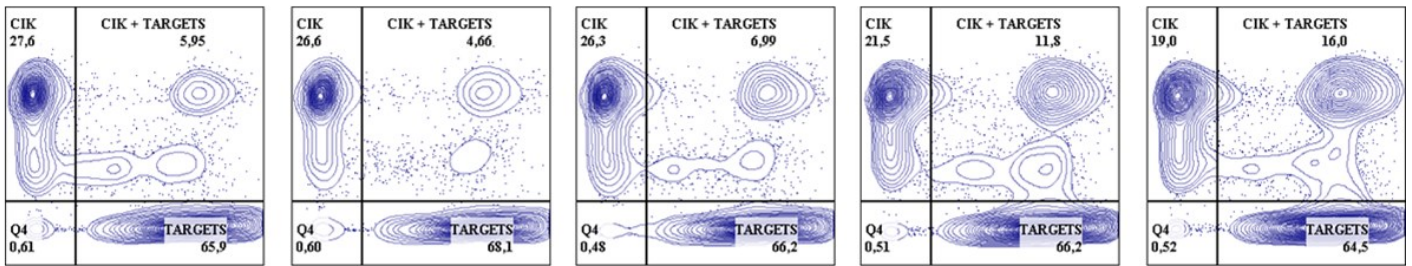 CIK CIK + TARGETS
27,6 5,95
Q4 TARGETS
0,61 65,9
CIK CIK + TARGETS
26,6 4,66
Q4 TARGETS
0,60 68,1
CIK CIK + TARGETS
26,3 6,99
Q4 TARGETS
0,48 66,2
CIK CIK + TARGETS
21,5 11,8
Q4 TARGETS
0,51 66,2
CIK CIK + TARGETS
19,0 16,0
Q4 TARGETS
0,52 64,5